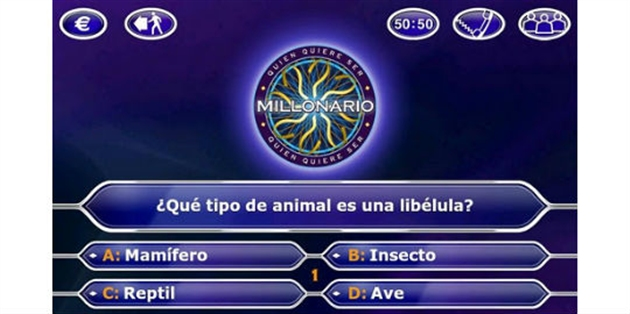 €
50:50
QUIEN QUIERE SER
MILLONARIO
QUIEN QUIERE SER
¿Qué tipo de animal es una libélula?
A: Mamífero
B: Insecto
1
C: Reptil
D: Ave